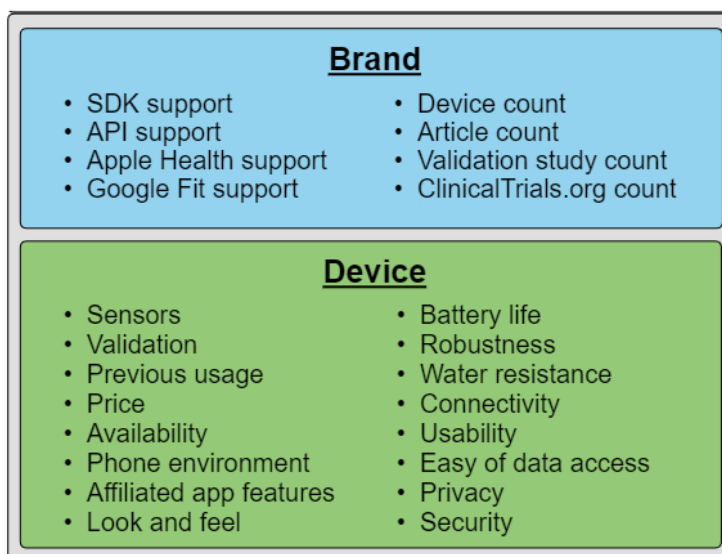 Brand
• SDK support
• API support
• Apple Health support
• Google Fit support
• Device count
• Article count
• Validation study count
• ClinicalTrials.org count
Device
• Sensors
• Validation
• Previous usage
• Price
• Availability
• Phone environment
• Affiliated app features
• Look and feel
• Battery life
• Robustness
• Water resistance
• Connectivity
• Usability
• Easy of data access
• Privacy
• Security